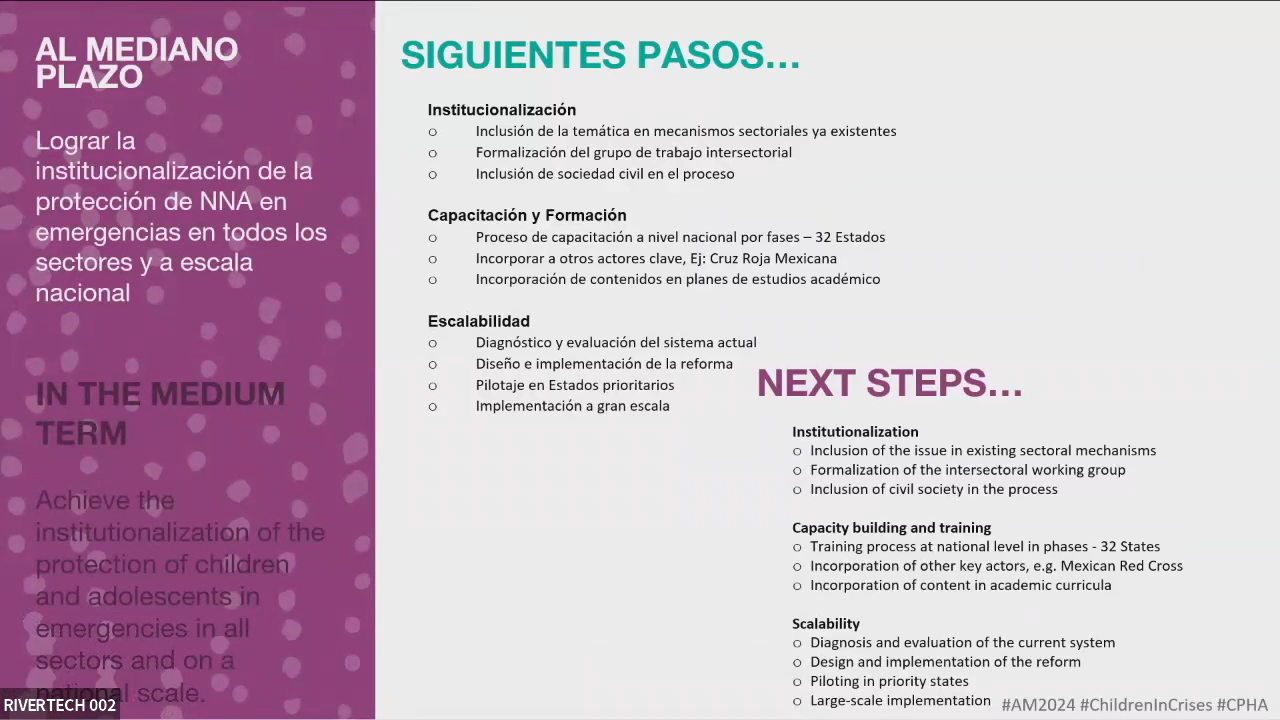 AL MEDIANO
PLAZO
Lograr la
institucionalización de la
protección de NNA en
emergencias en todos los
sectores y a escala
nacional
IN THE MEDIUM
TERM
Achieve the
institutionalization of the
protection of children
and adolescents in
emergencies in all
sectors and on a
national scale.
RIVERTECH 002
SIGUIENTES PASOS...
Institucionalización
o Inclusión de la temática en mecanismos sectoriales ya existentes
o Formalización del grupo de trabajo intersectorial
o Inclusión de sociedad civil en el proceso
Capacitación y Formación
o Proceso de capacitación a nivel nacional por fases – 32 Estados
o Incorporar a otros actores clave, Ej: Cruz Roja Mexicana
o Incorporación de contenidos en planes de estudios académico
Escalabilidad
o Diagnóstico y evaluación del sistema actual
o Diseño e implementación de la reforma
o Pilotaje en Estados prioritarios
o Implementación a gran escala
NEXT STEPS...
Institutionalization
o Inclusion of the issue in existing sectoral mechanisms
o Formalization of the intersectoral working group
o Inclusion of civil society in the process
Capacity building and training
o Training process at national level in phases - 32 States
o Incorporation of other key actors, e.g. Mexican Red Cross
o Incorporation of content in academic curricula
Scalability
o Diagnosis and evaluation of the current system
o Design and implementation of the reform
o Piloting in priority states
o Large-scale implementation
#AM2024 #ChildrenInCrises #CPHA